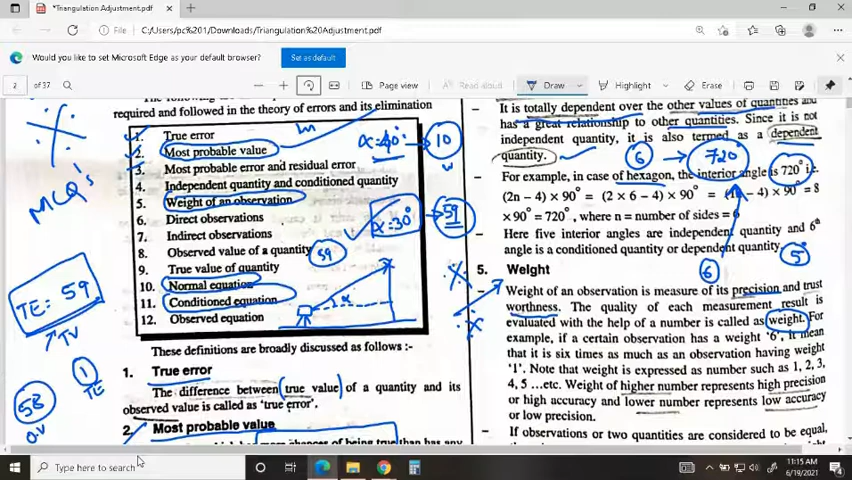 *Triangulation Adjustment.pdf
File
C:/Users/pc%201/Downloads/Triangulation%20Adjustment.pdf
Would you like to set Microsoft Edge as your default browser?
Set as default
2
of 37
Page view
Read aloud
Draw
Highlight
Erase
required and followed in the theory of errors and its elimination
1. True error
2. Most probable value
3. Most probable error and residual error
4. Independent quantity and conditioned quantity
5. Weight of an observation
6. Direct observations
7. Indirect observations
8. Observed value of a quantity
9. True value of quantity
10. Normal equation
11. Conditioned equation
12. Observed equation
These definitions are broadly discussed as follows :-
1. True error
The difference between (true value) of a quantity and its
observed value is called as 'true error'.
2. Most probable value
MCQ's
TE = 59
TV
1
TE
58
O.V
α=40°
10
w
α=30°
59
59
α
- It is totally dependent over the other values of quantities and
has a great relationship to other quantities. Since it is not
independent quantity, it is also termed as a dependent
quantity.
6
720°
- For example, in case of hexagon, the interior angle is 720° i.e.
(2n – 4) × 90° = (2 × 6 – 4) × 90° = (12 – 4) × 90° = 8
× 90° = 720°, where n = number of sides = 6
- Here five interior angles are independent quantity and 6th
angle is a conditioned quantity or dependent quantity.
6
5
5. Weight
- Weight of an observation is measure of its precision and trust
worthness. The quality of each measurement result is
evaluated with the help of a number is called as weight. For
example, if a certain observation has a weight '6', it mean
that it is six times as much as an observation having weight
'1'. Note that weight is expressed as number such as 1, 2, 3,
4, 5 ...etc. Weight of higher number represents high precision
or high accuracy and lower number represents low accuracy
or low precision.
- If observations or two quantities are considered to be equal,
Type here to search
11:15 AM
6/19/2021